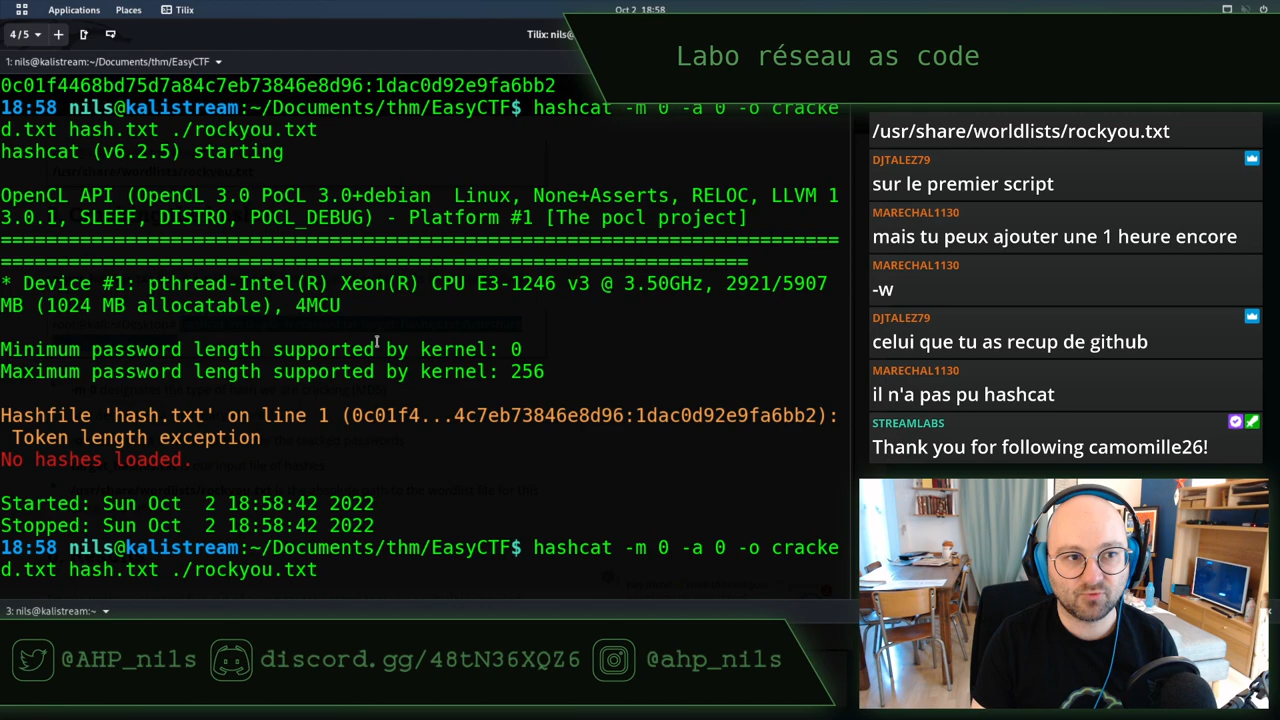 Applications Places Tilix
Oct 2 18:58
4/5
Tilix: nils@
Labo réseau as code
1: nils@kalistream:~/Documents/thm/EasyCTF
0c01f4468bd75d7a84c7eb73846e8d96:1dac0d92e9fa6bb2
18:58 nils@kalistream:~/Documents/thm/EasyCTF$ hashcat -m 0 -a 0 -o cracke
d.txt hash.txt ./rockyou.txt
hashcat (v6.2.5) starting
OpenCL API (OpenCL 3.0 PoCL 3.0+debian  Linux, None+Asserts, RELOC, LLVM 1
3.0.1, SLEEF, DISTRO, POCL_DEBUG) - Platform #1 [The pocl project]
==========================================================================
==================================================================
* Device #1: pthread-Intel(R) Xeon(R) CPU E3-1246 v3 @ 3.50GHz, 2921/5907
MB (1024 MB allocatable), 4MCU
Minimum password length supported by kernel: 0
Maximum password length supported by kernel: 256
Hashfile 'hash.txt' on line 1 (0c01f4...4c7eb73846e8d96:1dac0d92e9fa6bb2):
Token length exception
No hashes loaded.
Started: Sun Oct  2 18:58:42 2022
Stopped: Sun Oct  2 18:58:42 2022
18:58 nils@kalistream:~/Documents/thm/EasyCTF$ hashcat -m 0 -a 0 -o cracke
d.txt hash.txt ./rockyou.txt
3: nils@kalistream:~
/usr/share/worldlists/rockyou.txt
DJTALEZ79
sur le premier script
MARECHAL1130
mais tu peux ajouter une 1 heure encore
MARECHAL1130
-w
DJTALEZ79
celui que tu as recup de github
MARECHAL1130
il n'a pas pu hashcat
STREAMLABS
Thank you for following camomille26!
@AHP_nils discord.gg/48tN36XQZ6 @ahp_nils